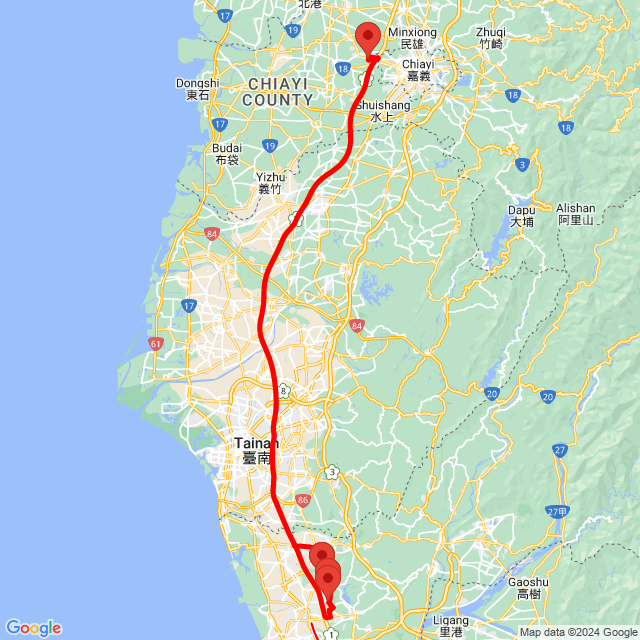 北港
Minxiong
民雄
Zhuqi
竹崎
18
Chiayi
嘉義
Dongshi
東石
CHIAYI
COUNTY
Shuishang
水上
18
18
19
Budai
布袋
3
Yizhu
義竹
Dapu
大埔
Alishan
阿里山
84
17
84
61
8
20
20
Tainan
臺南
27
3
86
27甲
Gaoshu
高樹
Ligang
里港
1
Google
Map data ©2024 Google